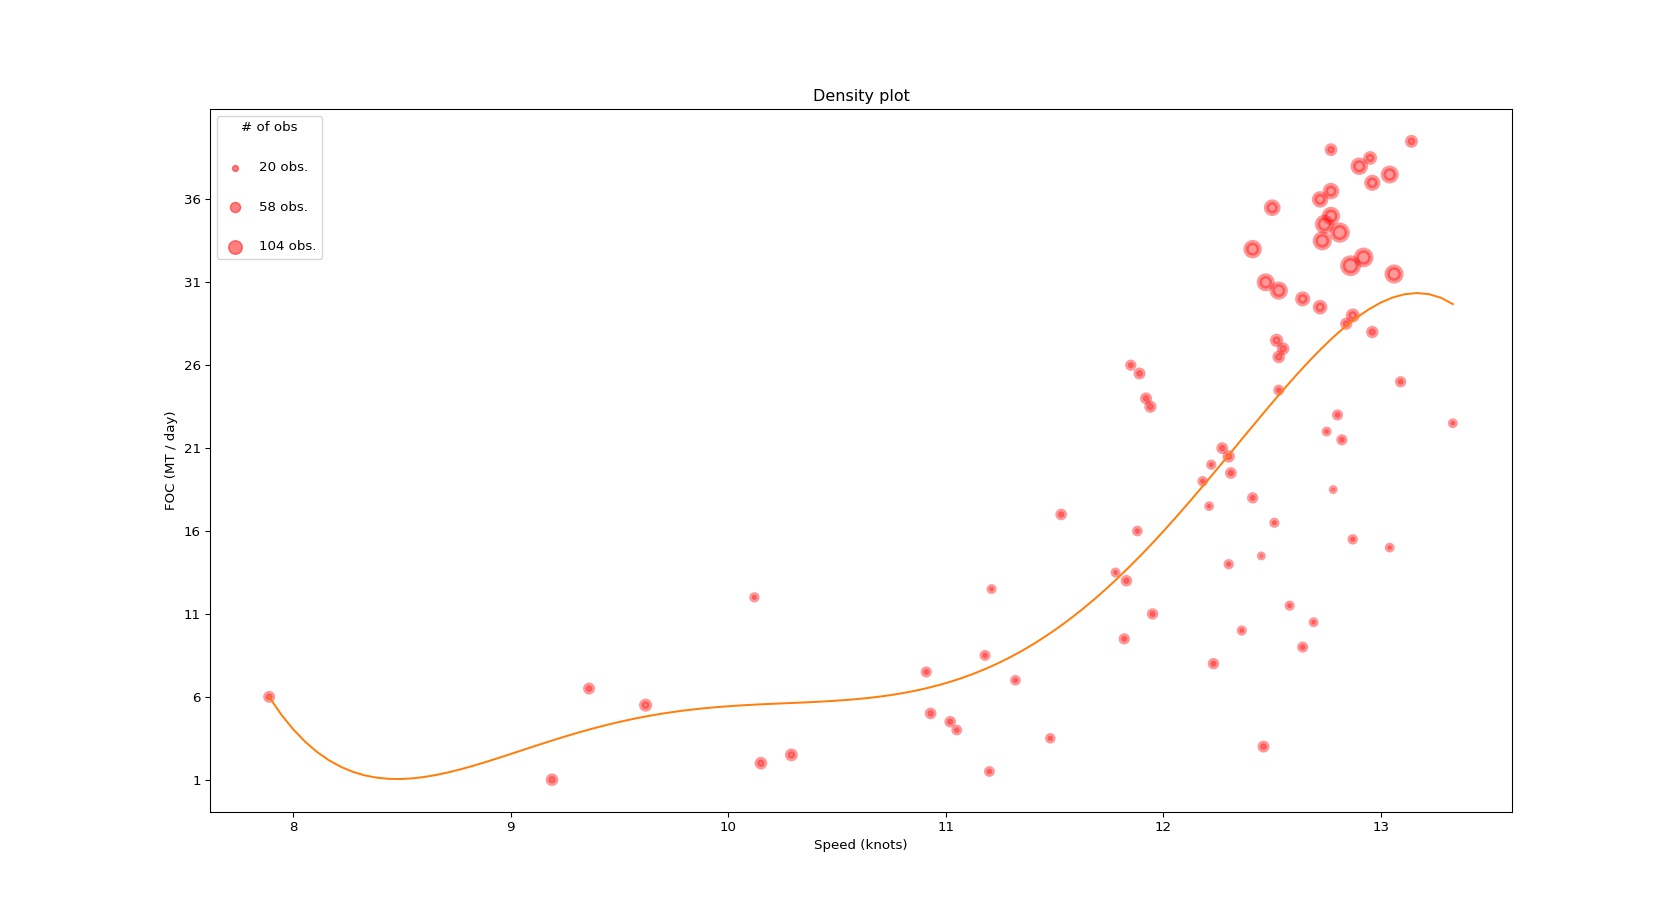 Density plot
# of obs
20 obs.
58 obs.
104 obs.
36
31
26
21
16
11
6
1
FOC (MT / day)
8 9 10 11 12 13
Speed (knots)